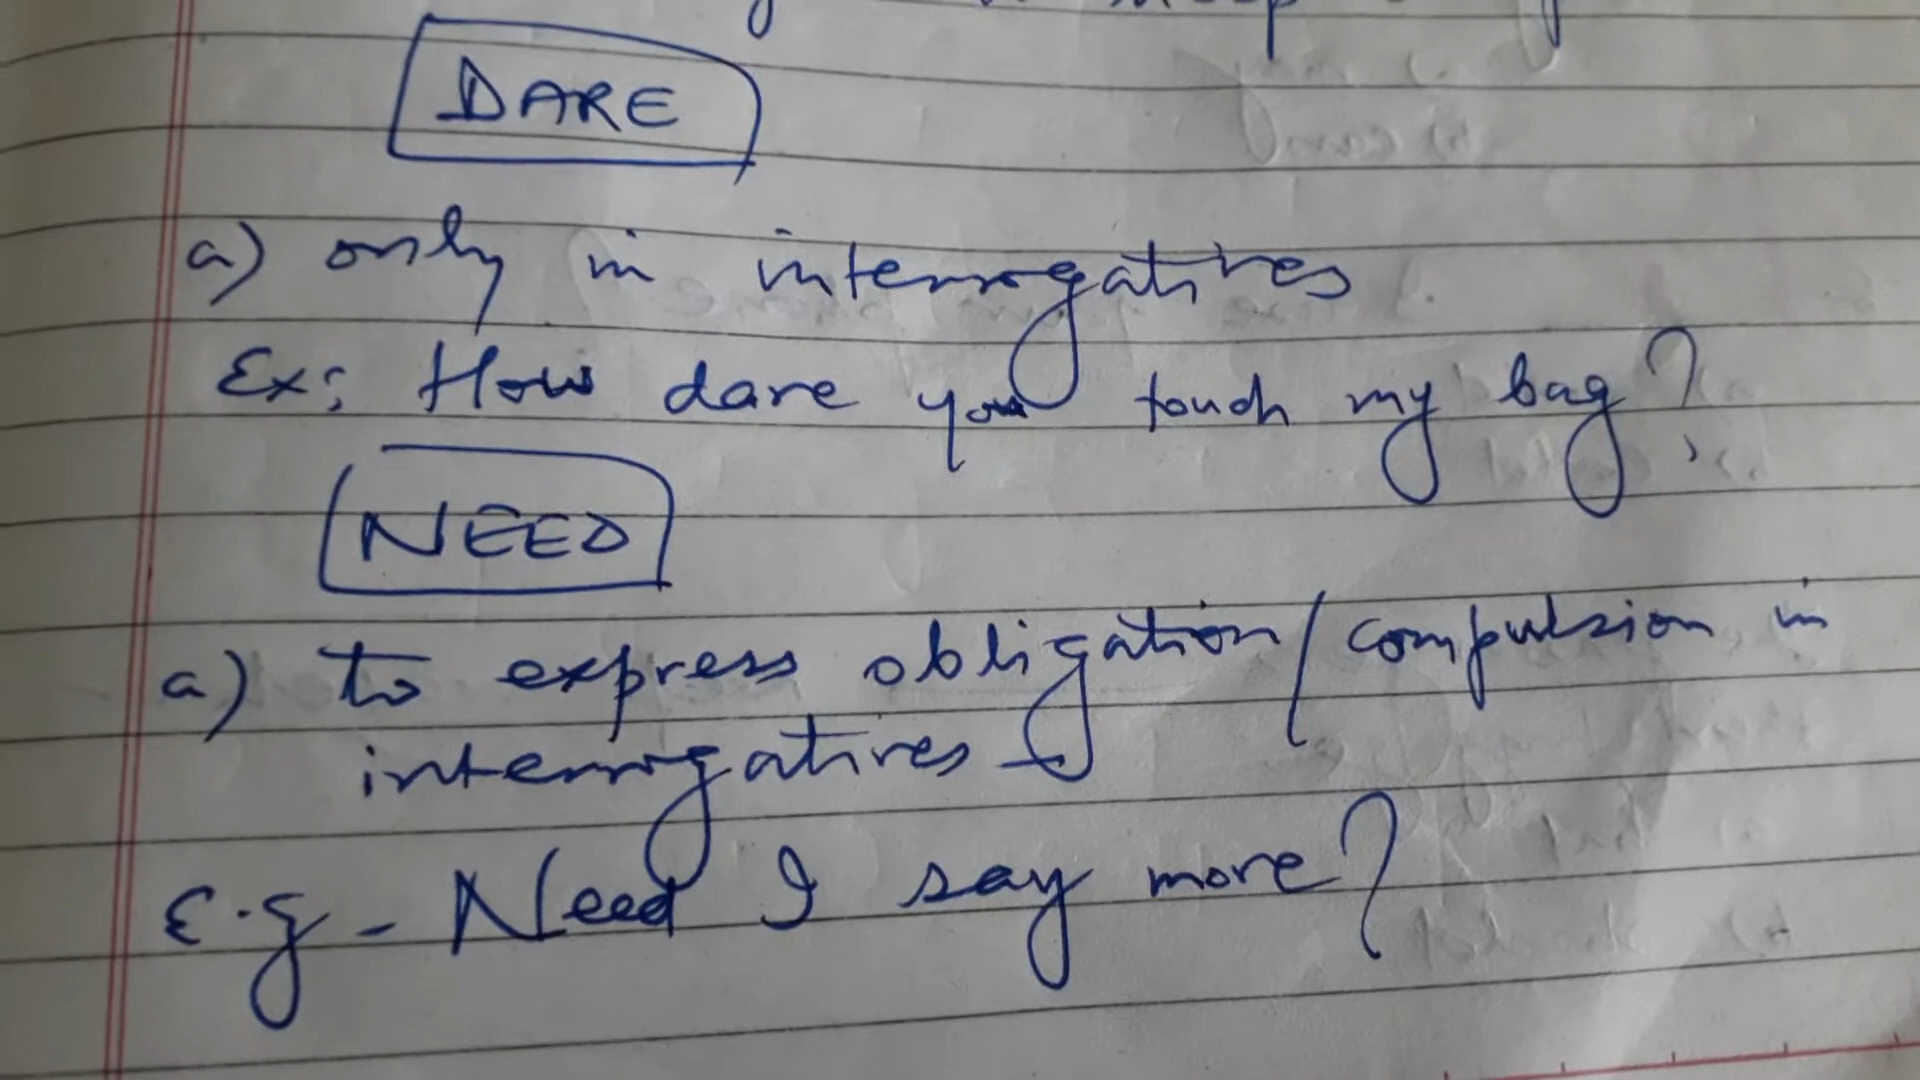 DARE
a) only in interrogatives
Ex: How dare you touch my bag?
NEED
a) to express obligation / compulsion in
interrogatives
E.g - Need I say more?